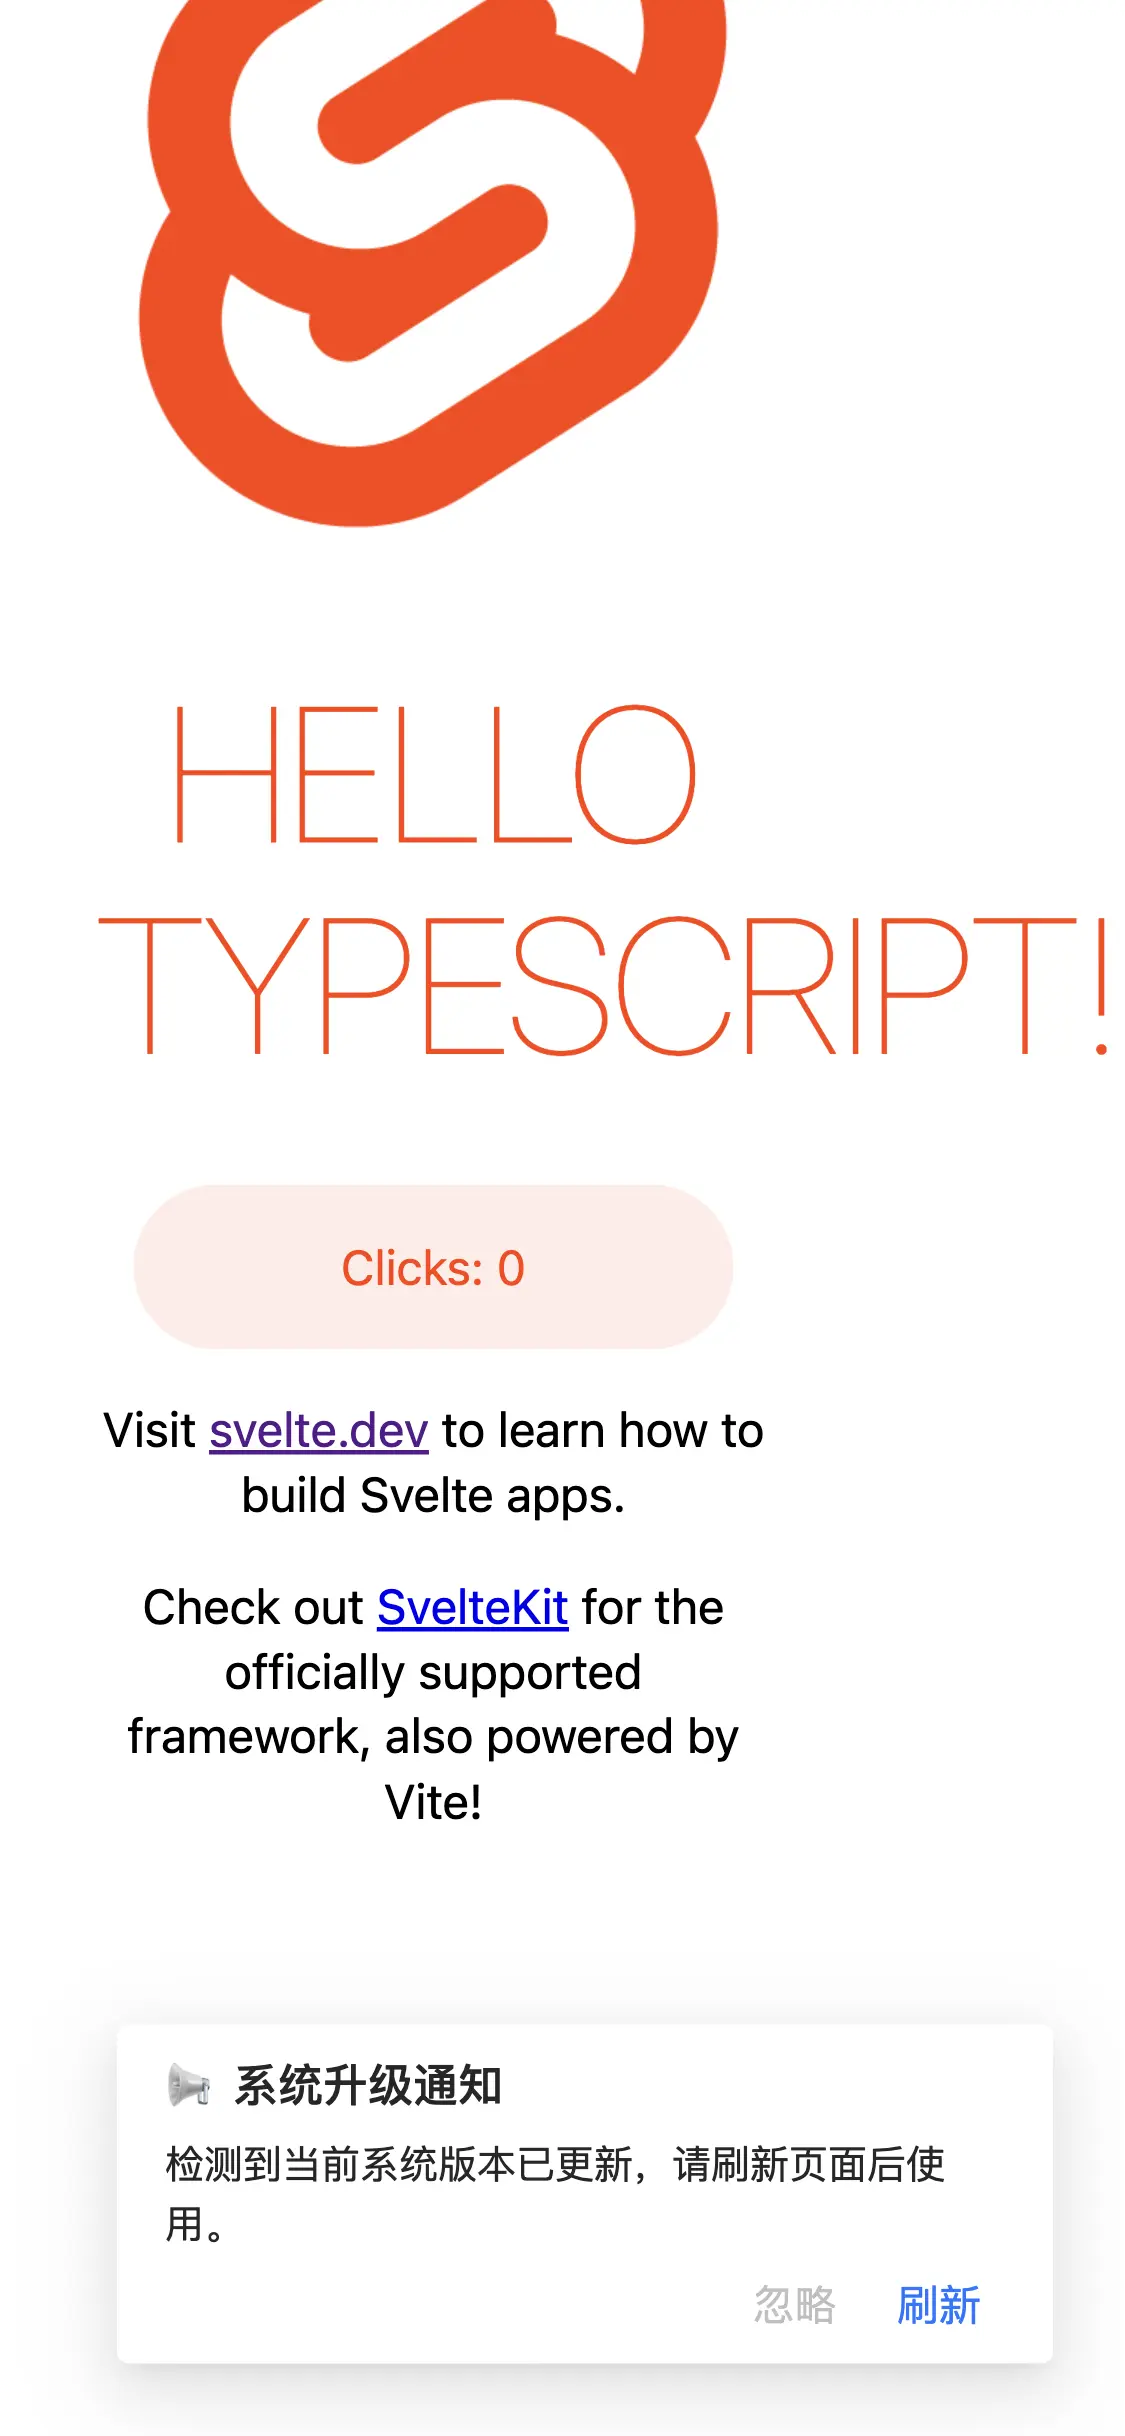 HELLO
TYPESCRIPT!
Clicks: 0
Visit svelte.dev to learn how to
build Svelte apps.
Check out SvelteKit for the
officially supported
framework, also powered by
Vite!
系统升级通知
检测到当前系统版本已更新，请刷新页面后使
用。
忽略 刷新